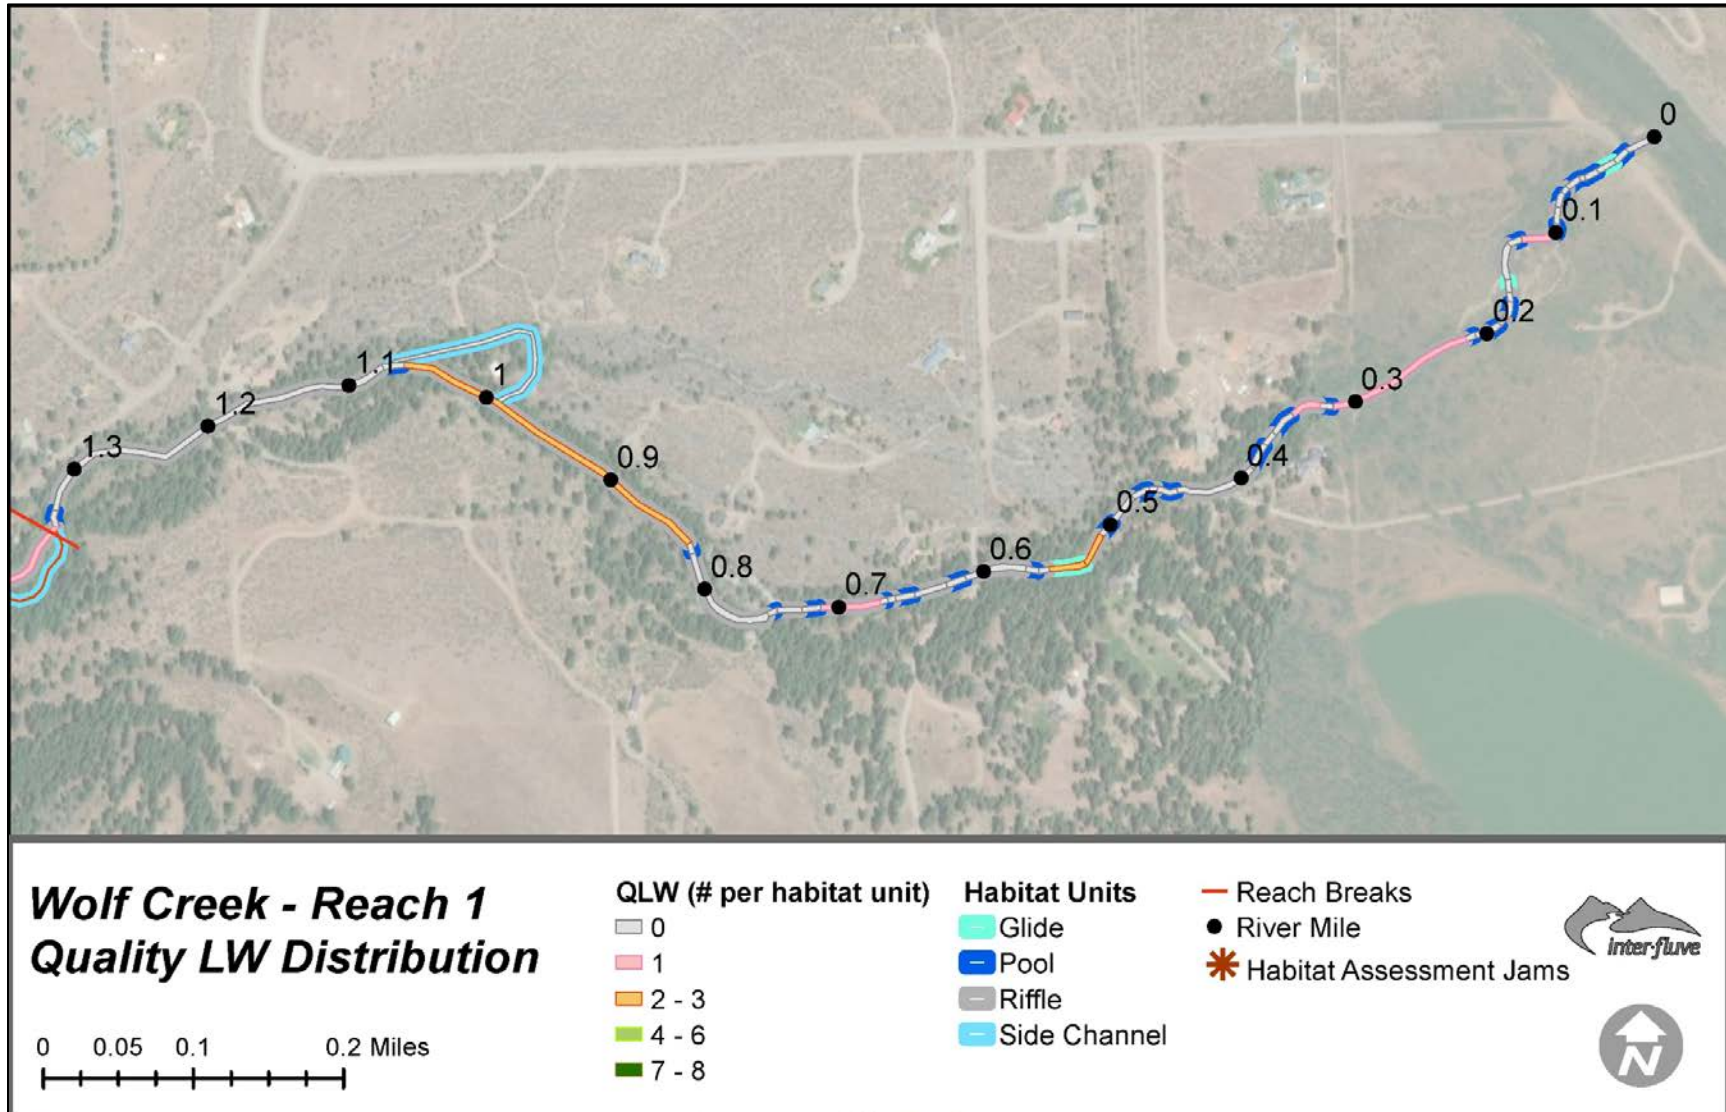 0
0.1
0.2
0.3
0.4
0.5
0.6
0.7
0.8
0.9
1
1.1
1.2
1.3
Wolf Creek - Reach 1
Quality LW Distribution
0 0.05 0.1 0.2 Miles
QLW (# per habitat unit)
0
1
2 - 3
4 - 6
7 - 8
Habitat Units
Glide
Pool
Riffle
Side Channel
Reach Breaks
River Mile
Habitat Assessment Jams
inter-fluve
N